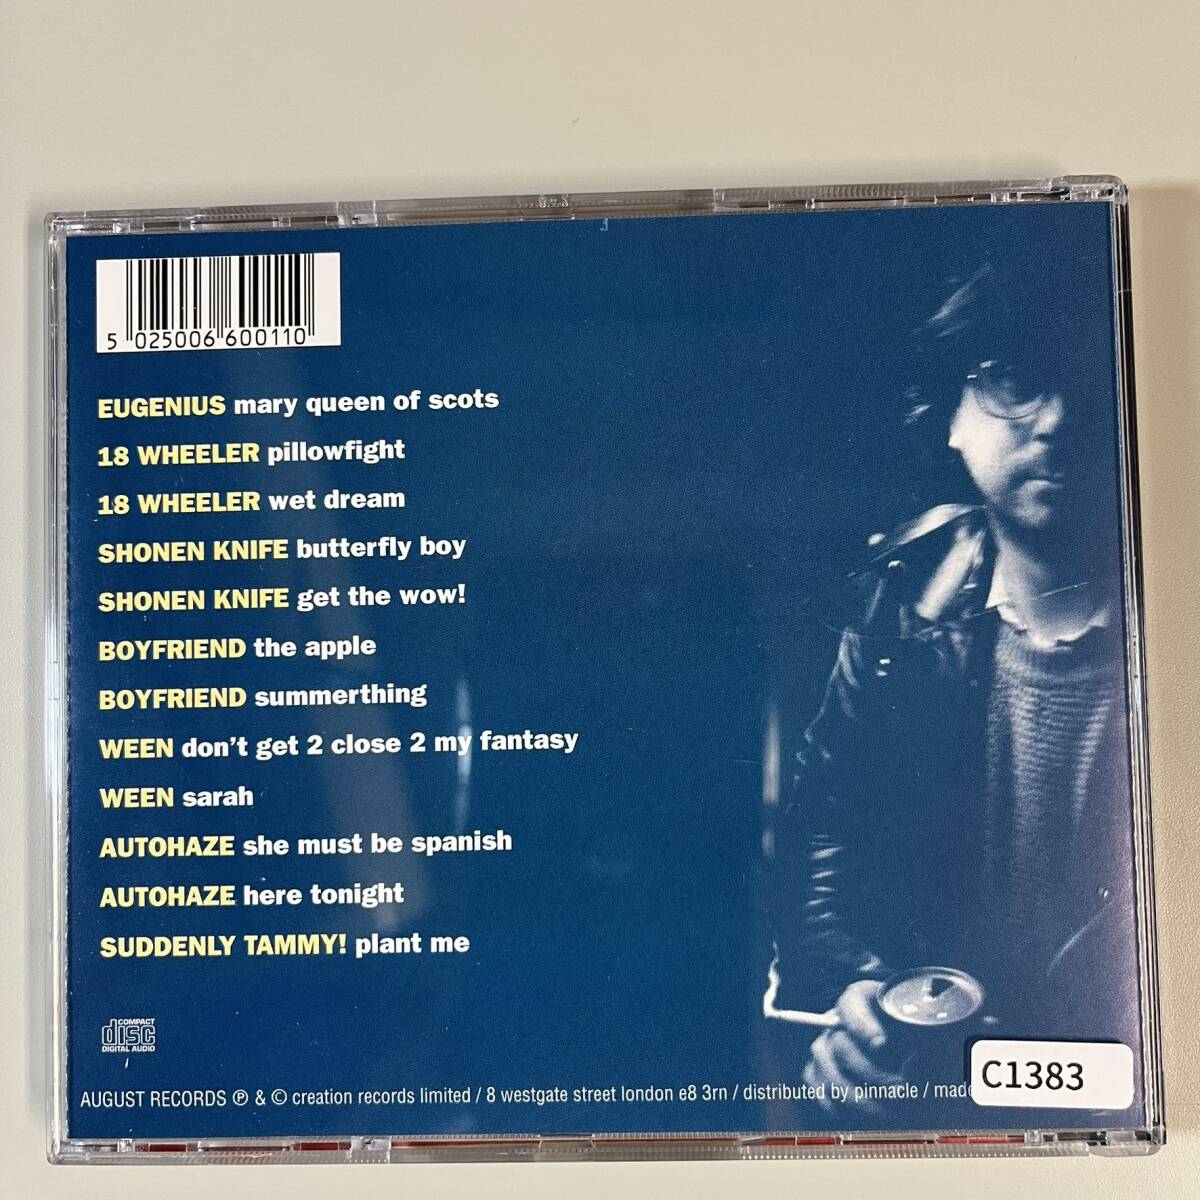 5 025006 600110
EUGENIUS mary queen of scots
18 WHEELER pillowfight
18 WHEELER wet dream
SHONEN KNIFE butterfly boy
SHONEN KNIFE get the wow!
BOYFRIEND the apple
BOYFRIEND summerthing
WEEN don't get 2 close 2 my fantasy
WEEN sarah
AUTOHAZE she must be spanish
AUTOHAZE here tonight
SUDDENLY TAMMY! plant me
COMPACT
disc
DIGITAL AUDIO
AUGUST RECORDS ℗ & © creation records limited / 8 westgate street london e8 3rn / distributed by pinnacle / made
C1383